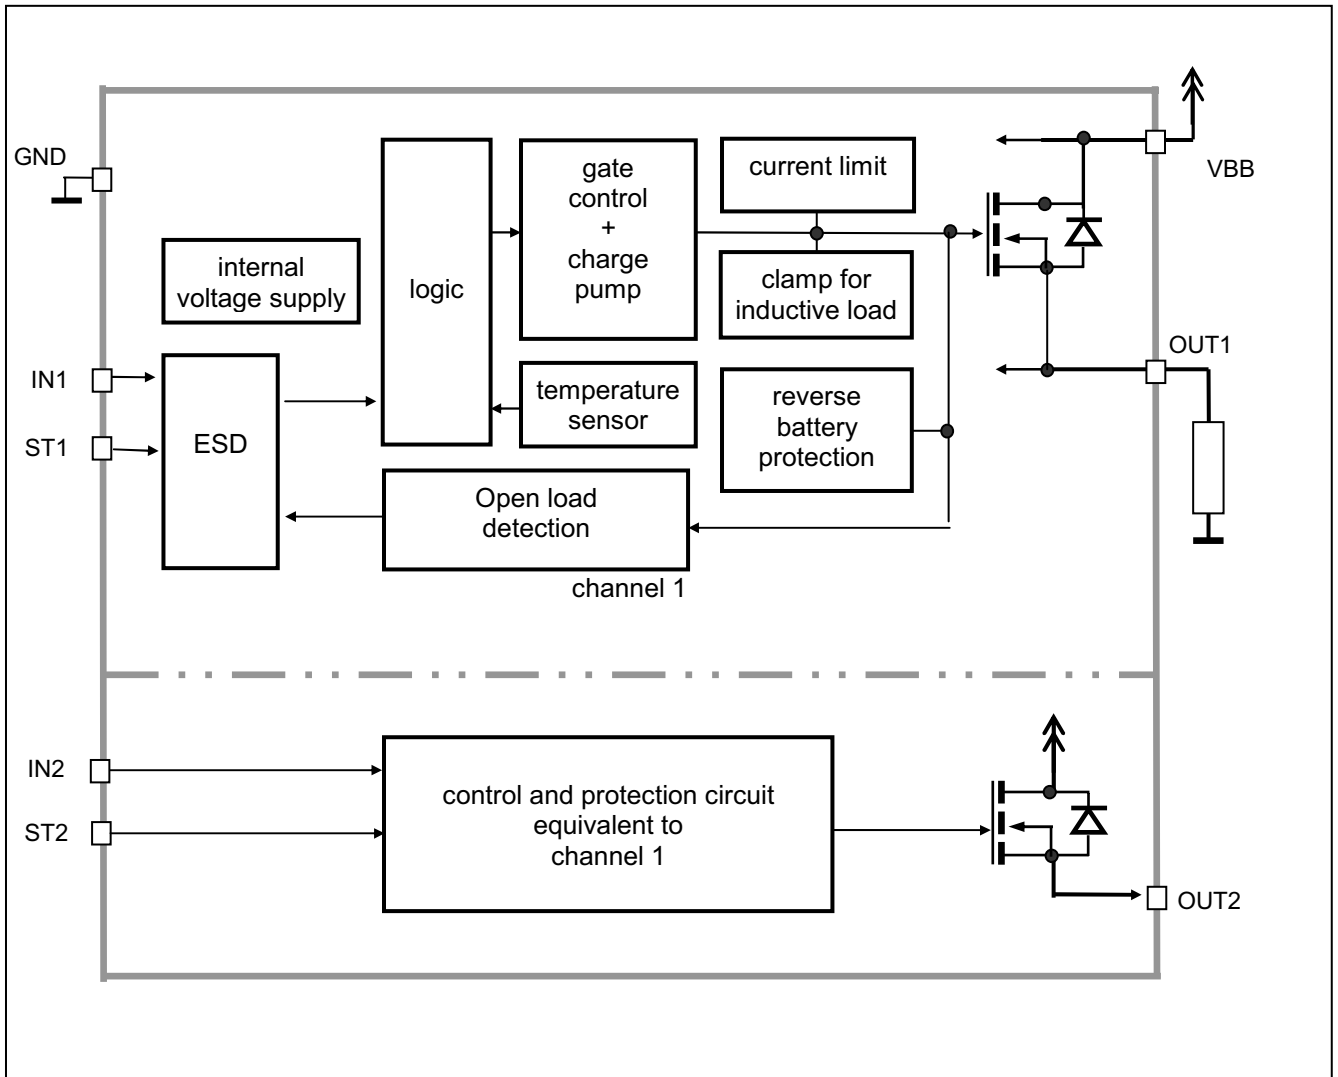 GND
VBB
gate
control
+
charge
pump
current limit
internal
voltage supply
logic
clamp for
inductive load
OUT1
IN1
ST1
ESD
temperature
sensor
reverse
battery
protection
Open load
detection
channel 1
IN2
ST2
control and protection circuit
equivalent to
channel 1
OUT2